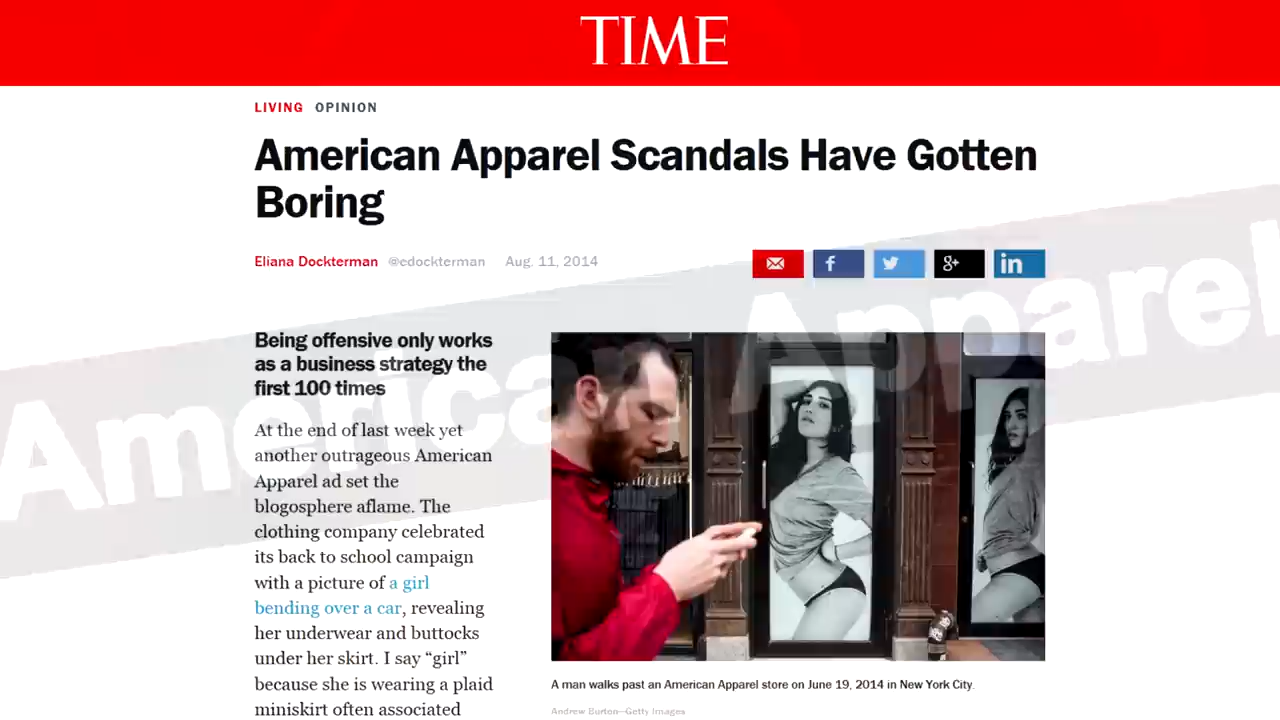 TIME
LIVING OPINION
American Apparel Scandals Have Gotten
Boring
Eliana Dockterman @edockterman Aug. 11, 2014
f g+ in
American Apparel
Being offensive only works
as a business strategy the
first 100 times
At the end of last week yet
another outrageous American
Apparel ad set the
blogosphere aflame. The
clothing company celebrated
its back to school campaign
with a picture of a girl
bending over a car, revealing
her underwear and buttocks
under her skirt. I say “girl”
because she is wearing a plaid
miniskirt often associated
A man walks past an American Apparel store on June 19, 2014 in New York City.
Andrew Burton—Getty Images